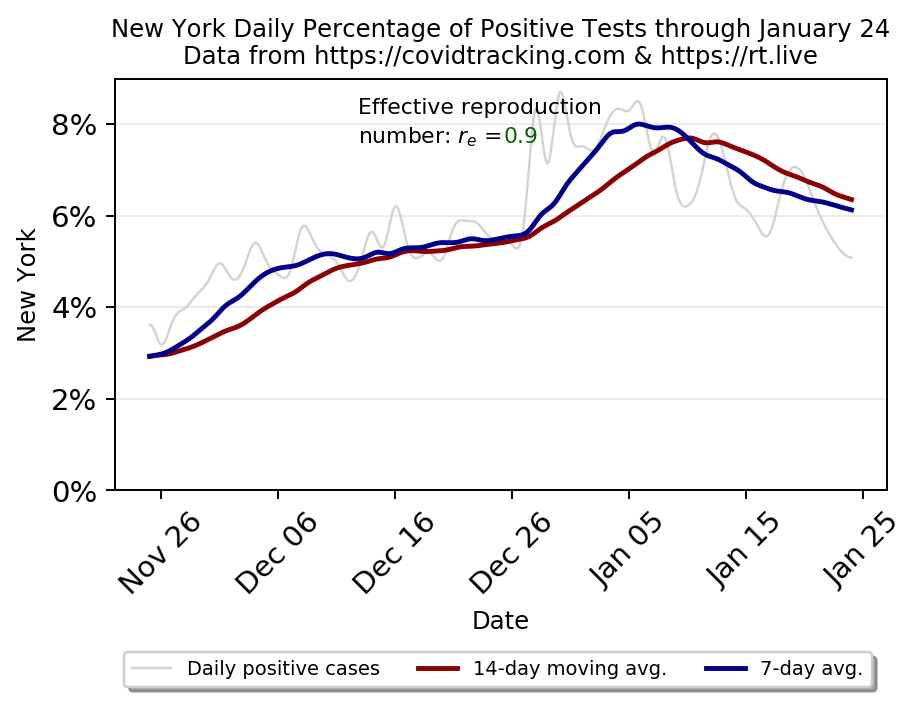 New York Daily Percentage of Positive Tests through January 24
Data from https://covidtracking.com & https://rt.live
Effective reproduction
number: rₑ =0.9
8%
6%
4%
2%
0%
New York
Nov 26
Dec 06
Dec 16
Dec 26
Jan 05
Jan 15
Jan 25
Date
Daily positive cases
14-day moving avg.
7-day avg.